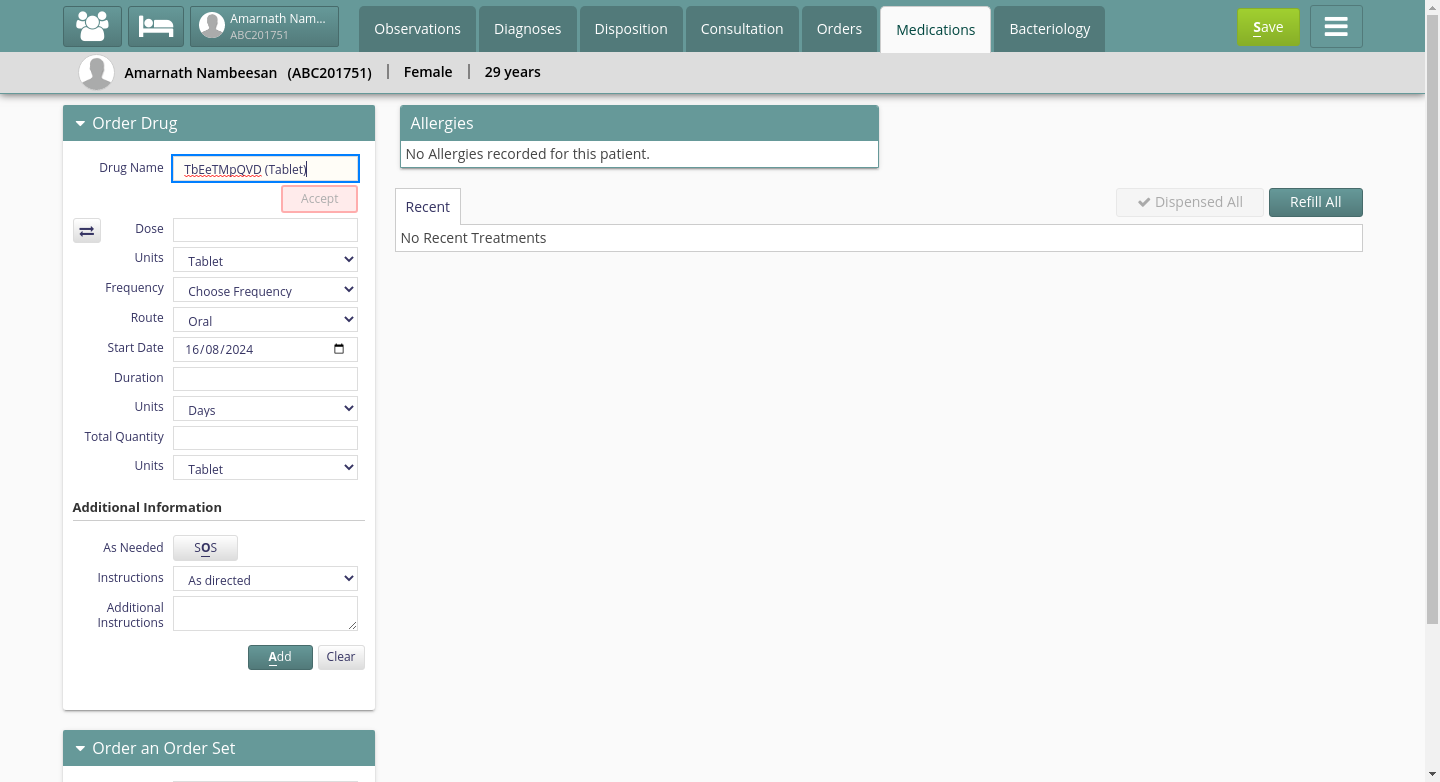 Amarnath Nam...
ABC201751
Observations
Diagnoses
Disposition
Consultation
Orders
Medications
Bacteriology
Save
Amarnath Nambeesan (ABC201751) | Female | 29 years
Order Drug
Drug Name TbEeTMpQVD (Tablet)
Accept
Dose
Units Tablet
Frequency Choose Frequency
Route Oral
Start Date 16/08/2024
Duration
Units Days
Total Quantity
Units Tablet
Additional Information
As Needed SOS
Instructions As directed
Additional
Instructions
Add Clear
Order an Order Set
Allergies
No Allergies recorded for this patient.
Recent
Dispensed All
Refill All
No Recent Treatments